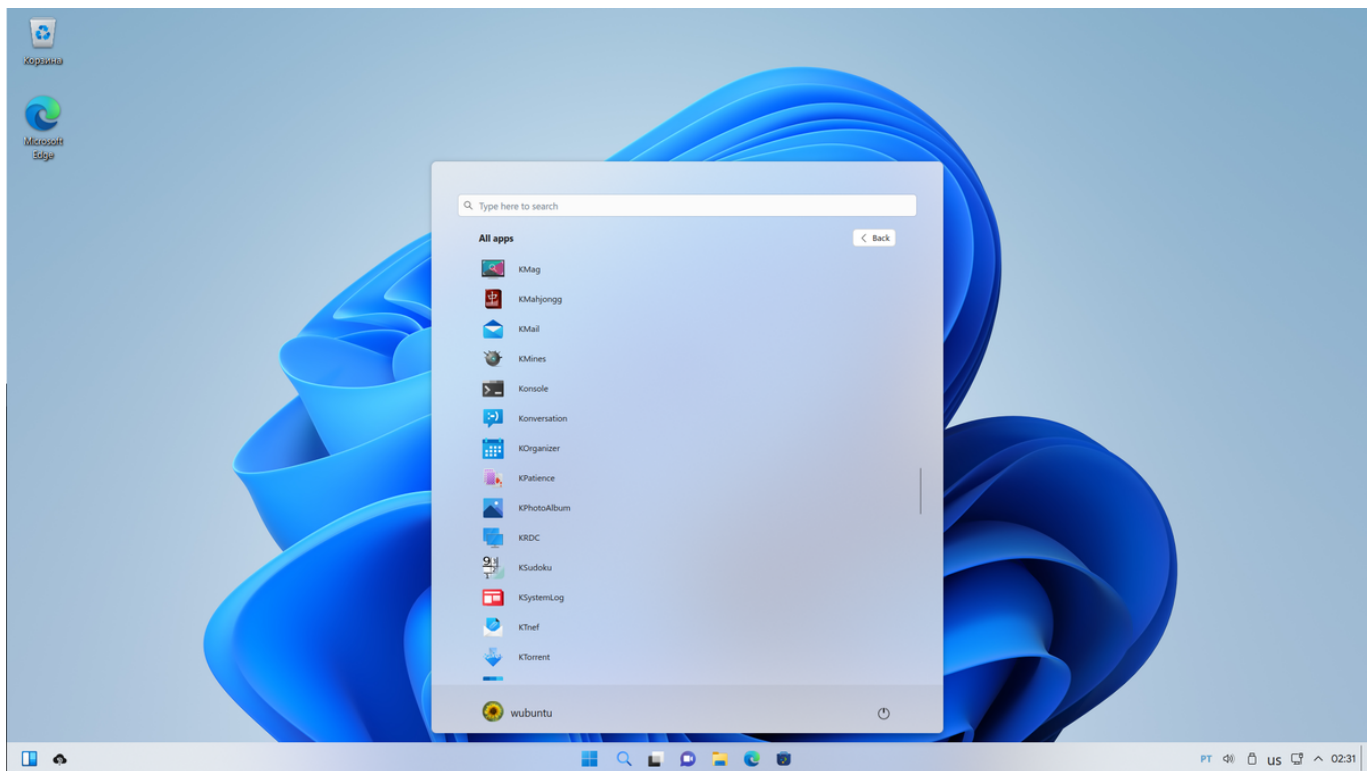 Корзина
Microsoft
Edge
Type here to search
All apps
Back
KMag
KMahjongg
KMail
KMines
Konsole
Konversation
KOrganizer
KPatience
KPhotoAlbum
KRDC
KSudoku
KSystemLog
KTnef
KTorrent
wubuntu
PT us 02:31